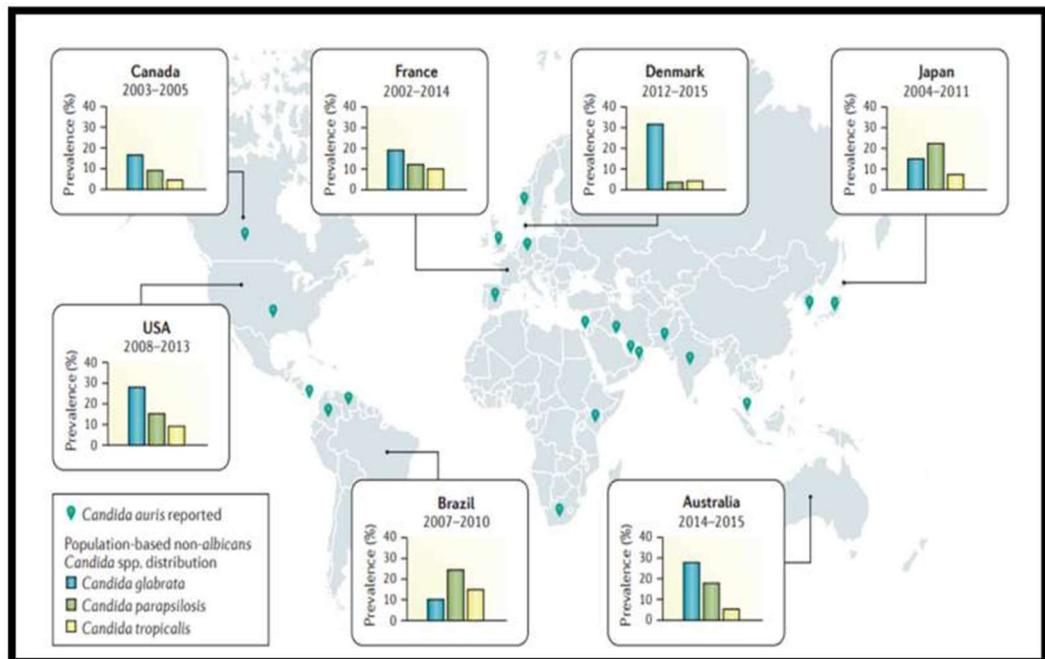 Canada
2003–2005
Prevalence (%)
40
30
20
10
0
France
2002–2014
Prevalence (%)
40
30
20
10
0
Denmark
2012–2015
Prevalence (%)
40
30
20
10
0
Japan
2004–2011
Prevalence (%)
40
30
20
10
0
USA
2008–2013
Prevalence (%)
40
30
20
10
0
Brazil
2007–2010
Prevalence (%)
40
30
20
10
0
Australia
2014–2015
Prevalence (%)
40
30
20
10
0
Candida auris reported
Population-based non-albicans
Candida spp. distribution
Candida glabrata
Candida parapsilosis
Candida tropicalis